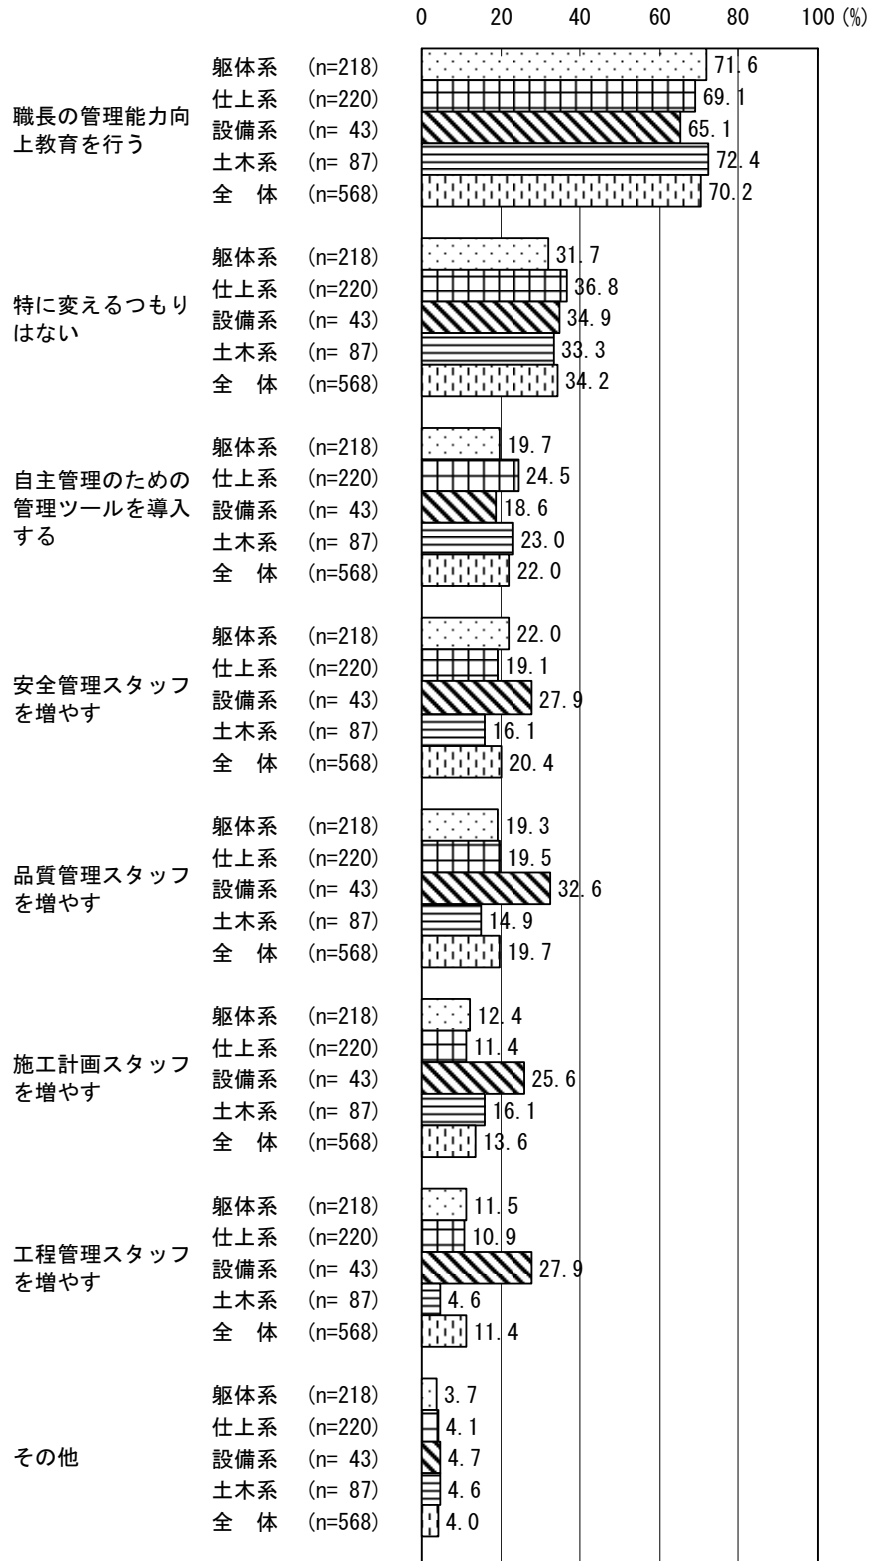 0 20 40 60 80 100 (%)
職長の管理能力向
上教育を行う
躯体系 (n=218) 71.6
仕上系 (n=220) 69.1
設備系 (n= 43) 65.1
土木系 (n= 87) 72.4
全　体 (n=568) 70.2
特に変えるつもり
はない
躯体系 (n=218) 31.7
仕上系 (n=220) 36.8
設備系 (n= 43) 34.9
土木系 (n= 87) 33.3
全　体 (n=568) 34.2
自主管理のための
管理ツールを導入
する
躯体系 (n=218) 19.7
仕上系 (n=220) 24.5
設備系 (n= 43) 18.6
土木系 (n= 87) 23.0
全　体 (n=568) 22.0
安全管理スタッフ
を増やす
躯体系 (n=218) 22.0
仕上系 (n=220) 19.1
設備系 (n= 43) 27.9
土木系 (n= 87) 16.1
全　体 (n=568) 20.4
品質管理スタッフ
を増やす
躯体系 (n=218) 19.3
仕上系 (n=220) 19.5
設備系 (n= 43) 32.6
土木系 (n= 87) 14.9
全　体 (n=568) 19.7
施工計画スタッフ
を増やす
躯体系 (n=218) 12.4
仕上系 (n=220) 11.4
設備系 (n= 43) 25.6
土木系 (n= 87) 16.1
全　体 (n=568) 13.6
工程管理スタッフ
を増やす
躯体系 (n=218) 11.5
仕上系 (n=220) 10.9
設備系 (n= 43) 27.9
土木系 (n= 87) 4.6
全　体 (n=568) 11.4
その他
躯体系 (n=218) 3.7
仕上系 (n=220) 4.1
設備系 (n= 43) 4.7
土木系 (n= 87) 4.6
全　体 (n=568) 4.0